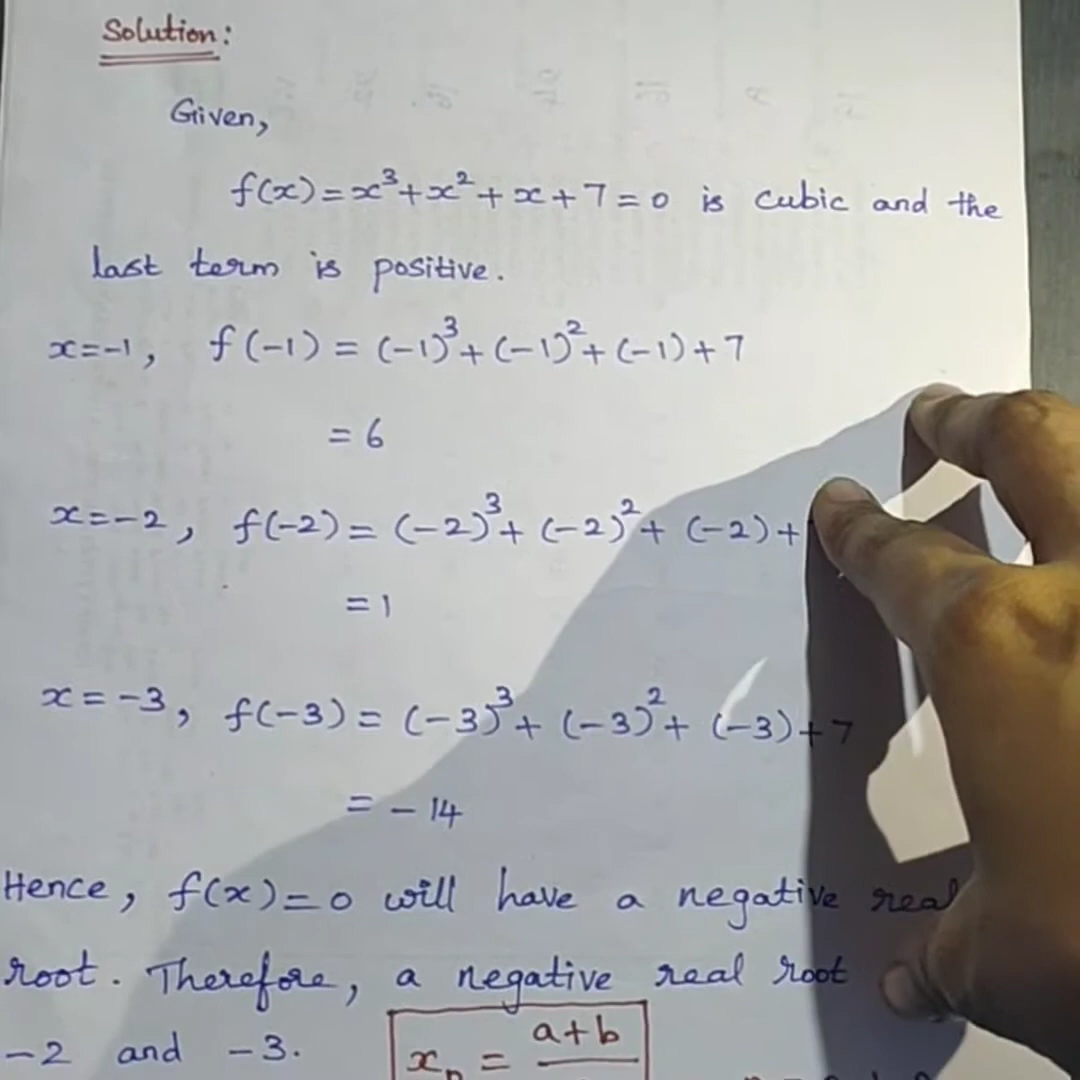 Solution:
Given,
f(x)=x³+x²+x+7=0 is cubic and the
last term is positive.
x=-1, f(-1) = (-1)³+(-1)²+(-1)+7
= 6
x=-2, f(-2) = (-2)³+(-2)²+(-2)+
= 1
x=-3, f(-3) = (-3)³+(-3)²+(-3)+7
= -14
Hence, f(x)=0 will have a negative real
root. Therefore, a negative real root
-2 and -3.
xn = a+b